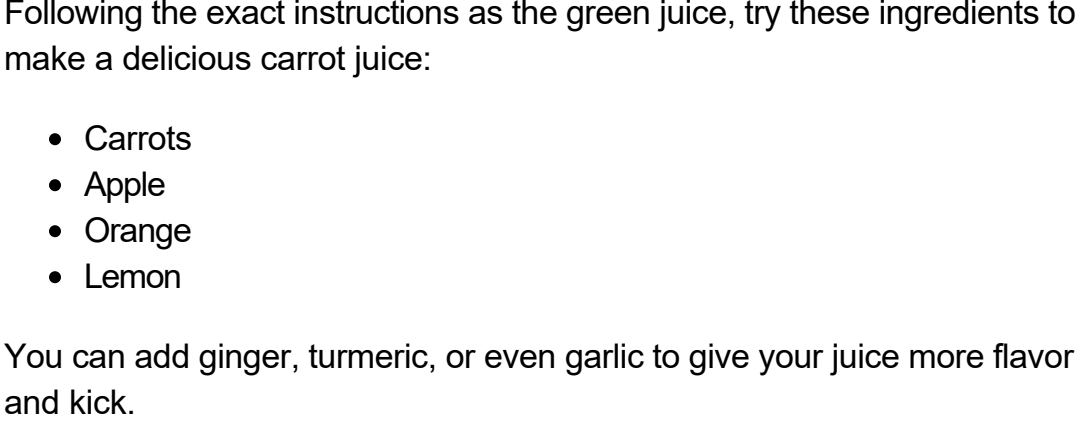 Following the exact instructions as the green juice, try these ingredients to
make a delicious carrot juice:
• Carrots
• Apple
• Orange
• Lemon
You can add ginger, turmeric, or even garlic to give your juice more flavor
and kick.